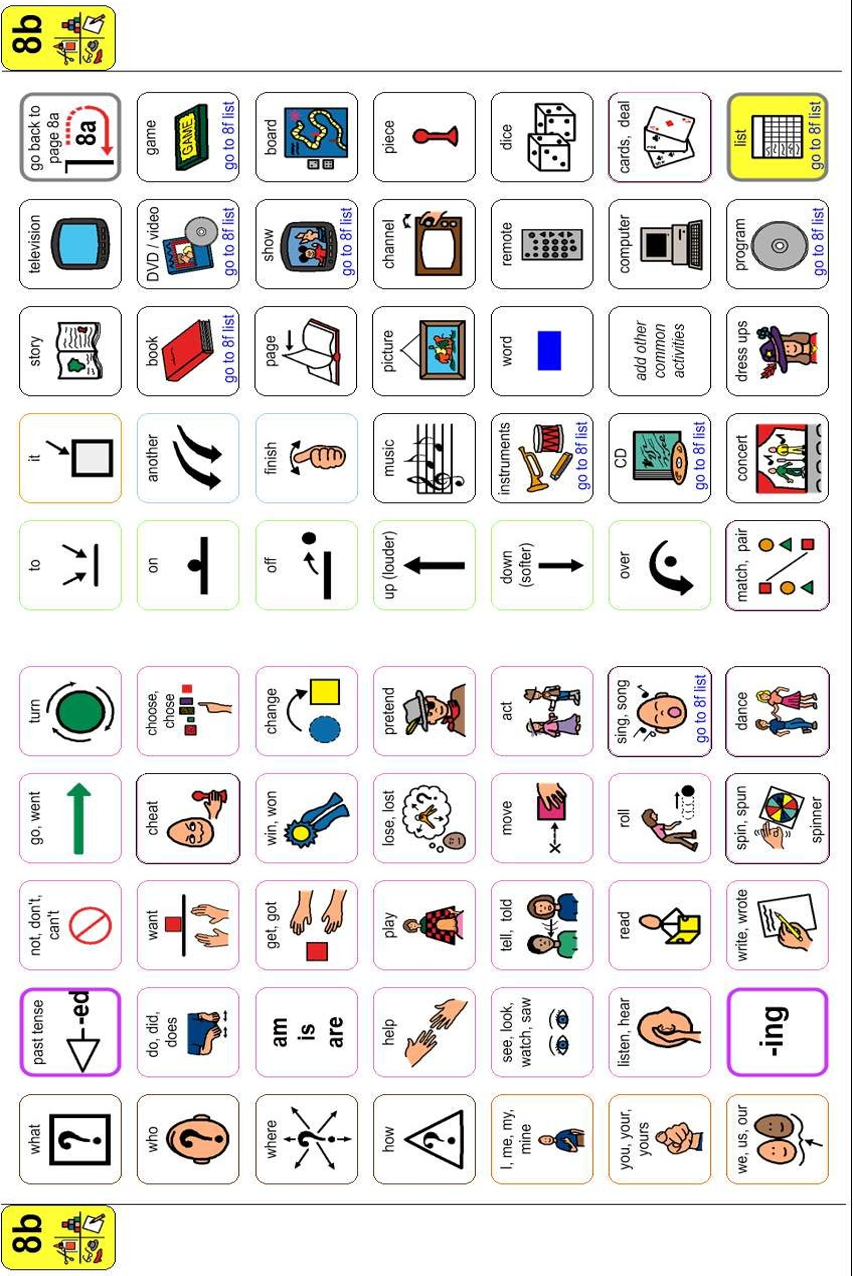 8b
8b
what
past tense
-ed
not, don't,
can't
go, went
turn
to
it
story
television
go back to
page 8a
8a
who
do, did,
does
want
cheat
choose,
chose
on
another
book
go to 8f list
DVD / video
go to 8f list
game
GAME
go to 8f list
where
am
is
are
get, got
win, won
change
off
finish
page
show
go to 8f list
board
how
help
play
lose, lost
pretend
up (louder)
music
picture
channel
piece
I, me, my,
mine
see, look,
watch, saw
tell, told
move
act
down
(softer)
instruments
go to 8f list
word
remote
dice
you, your,
yours
listen, hear
read
roll
sing, song
go to 8f list
over
CD
go to 8f list
add other
common
activities
computer
cards, deal
we, us, our
-ing
write, wrote
spin, spun
spinner
dance
match, pair
concert
dress ups
program
go to 8f list
list
go to 8f list